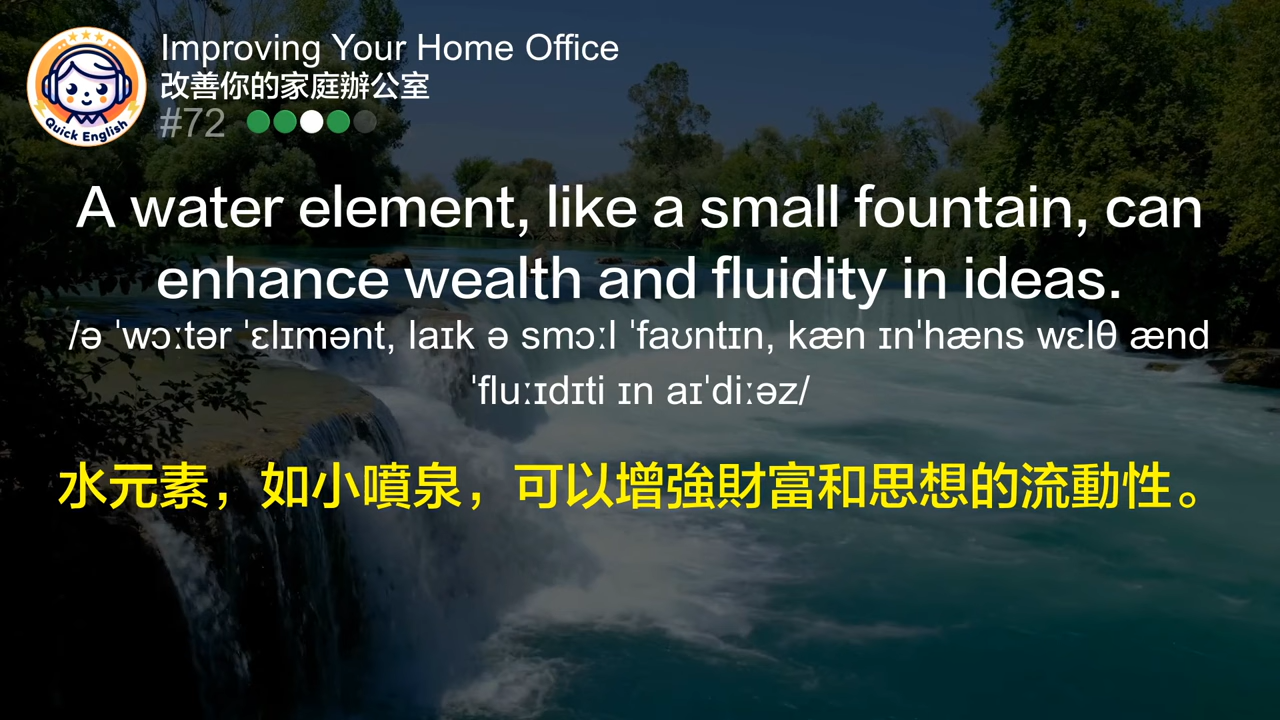 Quick English
Improving Your Home Office
改善你的家庭辦公室
#72
A water element, like a small fountain, can
enhance wealth and fluidity in ideas.
/ə ˈwɔːtər ˈɛlɪmənt, laɪk ə smɔːl ˈfaʊntɪn, kæn ɪnˈhæns wɛlθ ænd
ˈfluːɪdɪti ɪn aɪˈdiːəz/
水元素，如小噴泉，可以增強財富和思想的流動性。